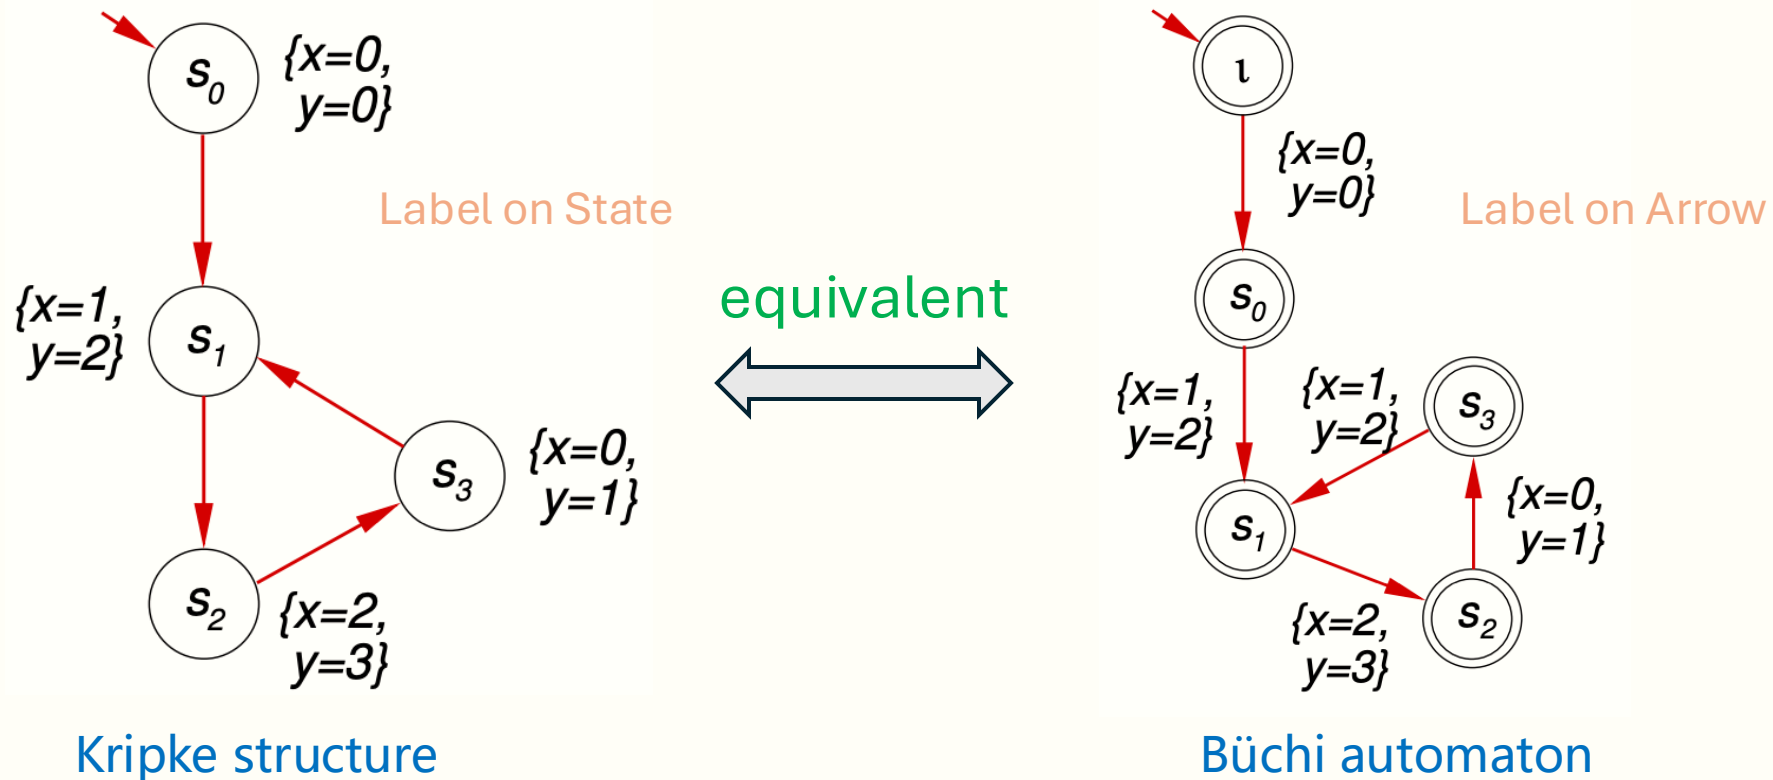 s0
{x=0,
y=0}
Label on State
{x=1,
y=2}
s1
s3
{x=0,
y=1}
s2
{x=2,
y=3}
Kripke structure
equivalent
ι
{x=0,
y=0}
Label on Arrow
s0
{x=1,
y=2}
{x=1,
y=2}
s3
s1
{x=0,
y=1}
{x=2,
y=3}
s2
Büchi automaton